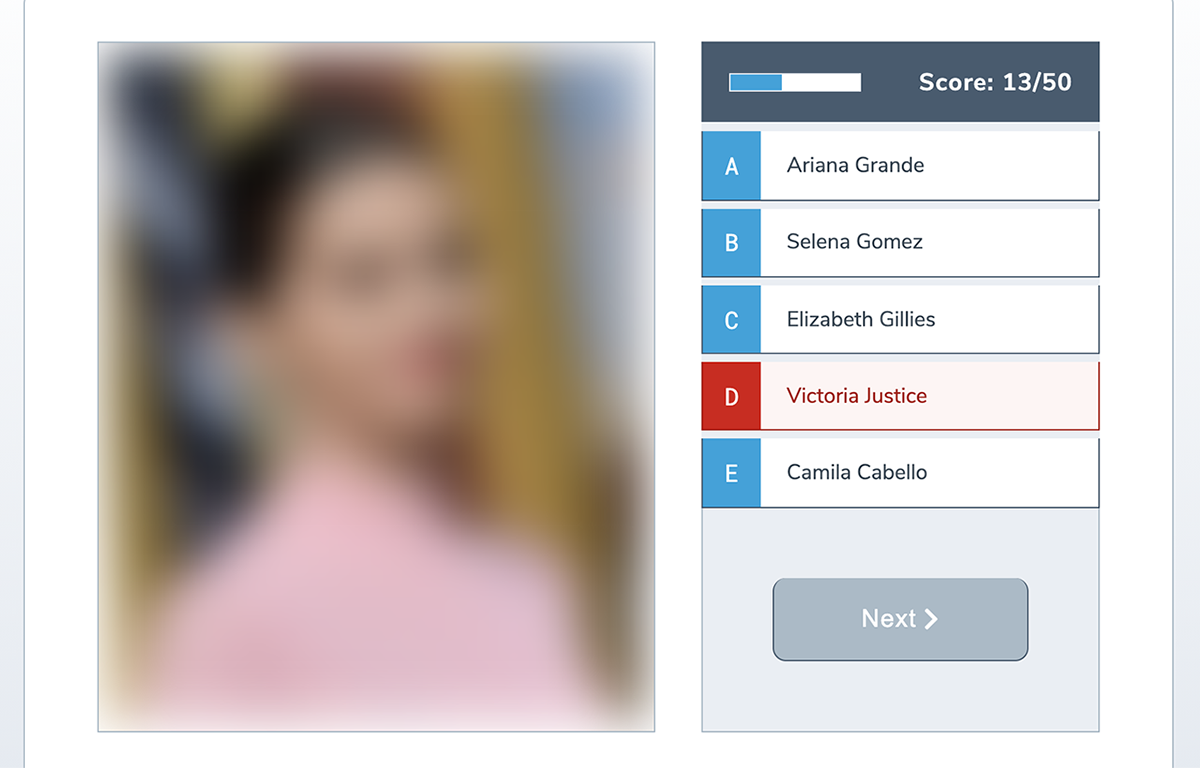 Score: 13/50
A Ariana Grande
B Selena Gomez
C Elizabeth Gillies
D Victoria Justice
E Camila Cabello
Next